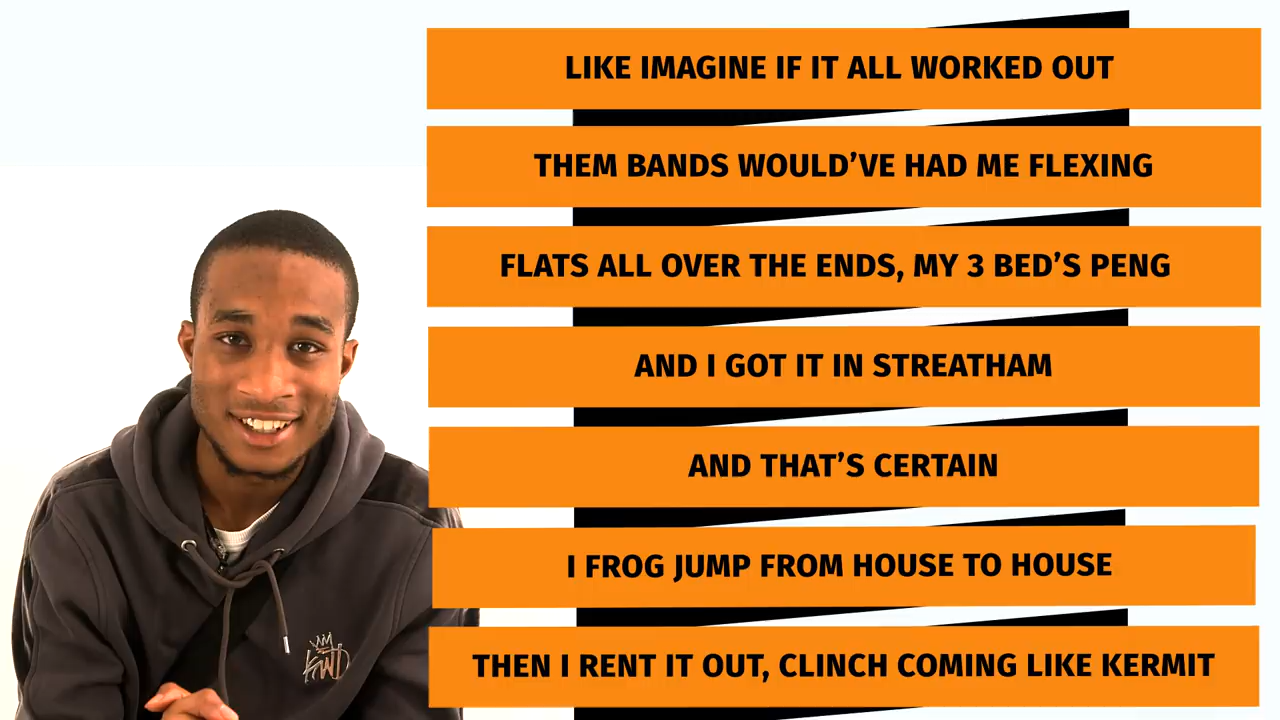 LIKE IMAGINE IF IT ALL WORKED OUT
THEM BANDS WOULD’VE HAD ME FLEXING
FLATS ALL OVER THE ENDS, MY 3 BED’S PENG
AND I GOT IT IN STREATHAM
AND THAT’S CERTAIN
I FROG JUMP FROM HOUSE TO HOUSE
THEN I RENT IT OUT, CLINCH COMING LIKE KERMIT
KWD